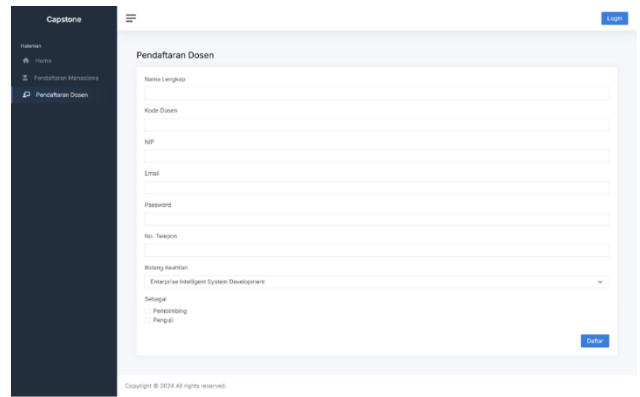 Capstone
Login
Halaman
Home
Pendaftaran Mahasiswa
Pendaftaran Dosen
Pendaftaran Dosen
Nama Lengkap
Kode Dosen
NIP
Email
Password
No. Telepon
Bidang Keahlian
Enterprise Intelligent System Development
Sebagai
Pembimbing
Penguji
Daftar
Copyright © 2024 All rights reserved.